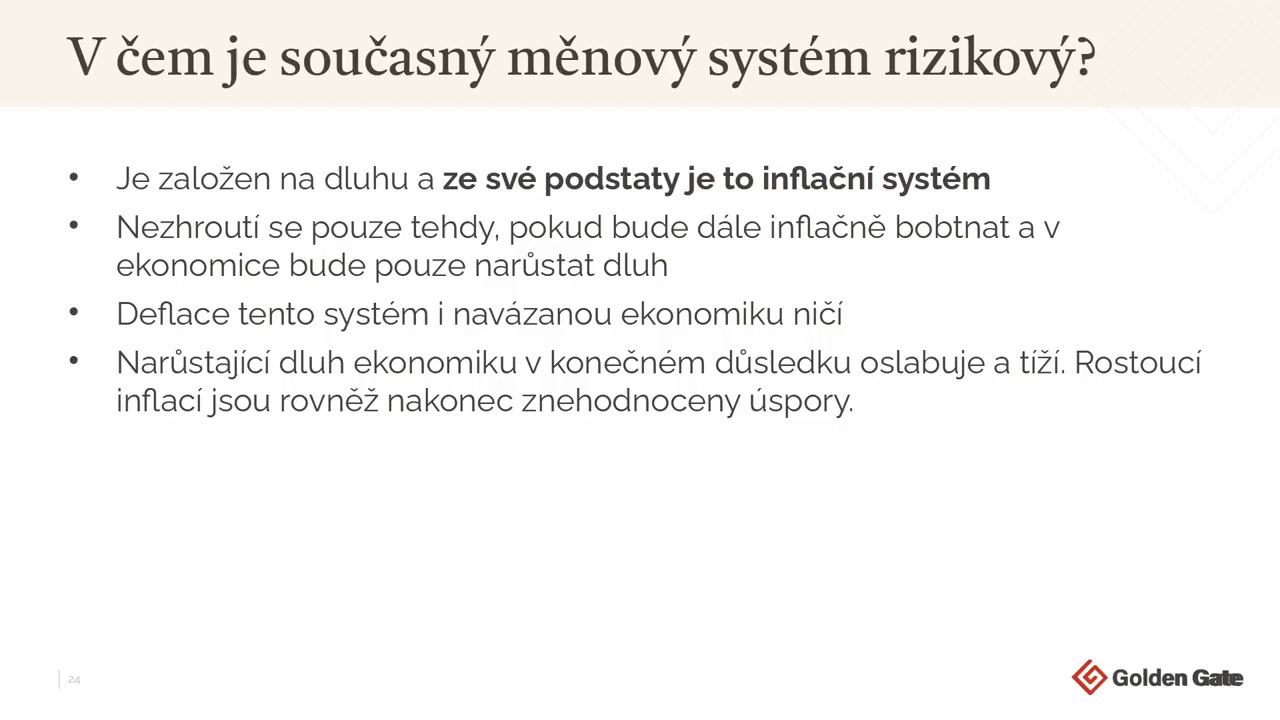 V čem je současný měnový systém rizikový?
• Je založen na dluhu a ze své podstaty je to inflační systém
• Nezhroutí se pouze tehdy, pokud bude dále inflačně bobtnat a v
ekonomice bude pouze narůstat dluh
• Deflace tento systém i navázanou ekonomiku ničí
• Narůstající dluh ekonomiku v konečném důsledku oslabuje a tíží. Rostoucí
inflací jsou rovněž nakonec znehodnoceny úspory.
24
Golden Gate